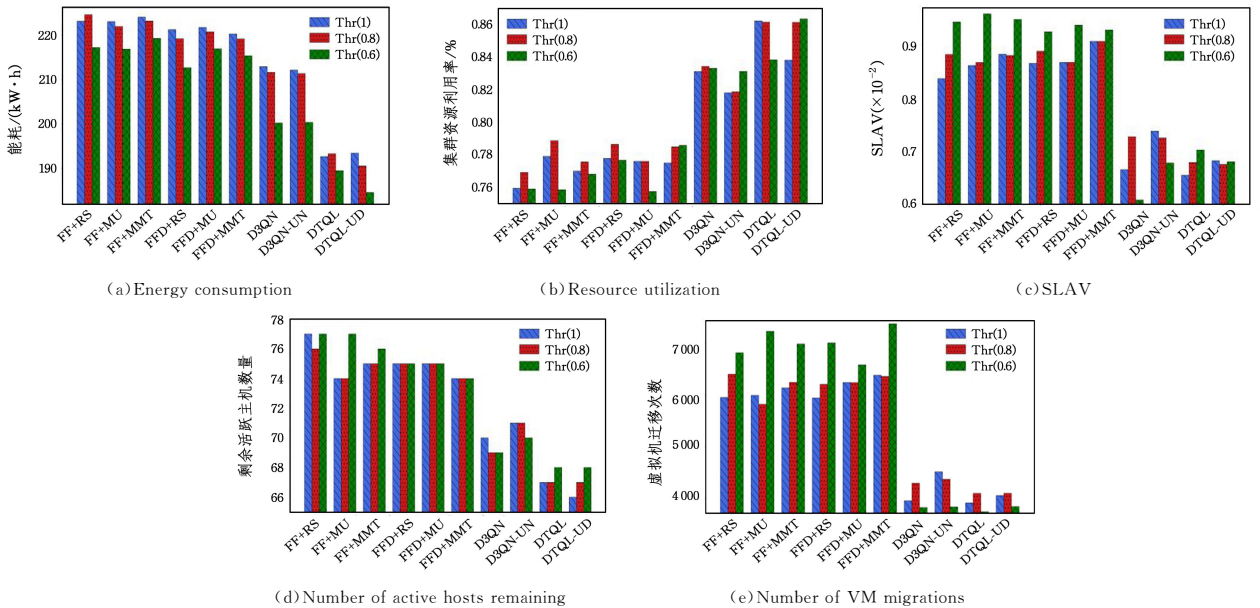 能耗/(kW·h)
220
210
200
190
Thr(1)
Thr(0.8)
Thr(0.6)
FF+RS
FF+MU
FF+MMT
FFD+RS
FFD+MU
FFD+MMT
D3QN
D3QN-UN
DTQL
DTQL-UD
(a)Energy consumption
集群资源利用率/%
0.86
0.84
0.82
0.80
0.78
0.76
Thr(1)
Thr(0.8)
Thr(0.6)
FF+RS
FF+MU
FF+MMT
FFD+RS
FFD+MU
FFD+MMT
D3QN
D3QN-UN
DTQL
DTQL-UD
(b)Resource utilization
SLAV(×10⁻²)
0.9
0.8
0.7
0.6
Thr(1)
Thr(0.8)
Thr(0.6)
FF+RS
FF+MU
FF+MMT
FFD+RS
FFD+MU
FFD+MMT
D3QN
D3QN-UN
DTQL
DTQL-UD
(c)SLAV
剩余活跃主机数量
78
76
74
72
70
68
66
Thr(1)
Thr(0.8)
Thr(0.6)
FF+RS
FF+MU
FF+MMT
FFD+RS
FFD+MU
FFD+MMT
D3QN
D3QN-UN
DTQL
DTQL-UD
(d)Number of active hosts remaining
虚拟机迁移次数
7 000
6 000
5 000
4 000
Thr(1)
Thr(0.8)
Thr(0.6)
FF+RS
FF+MU
FF+MMT
FFD+RS
FFD+MU
FFD+MMT
D3QN
D3QN-UN
DTQL
DTQL-UD
(e)Number of VM migrations